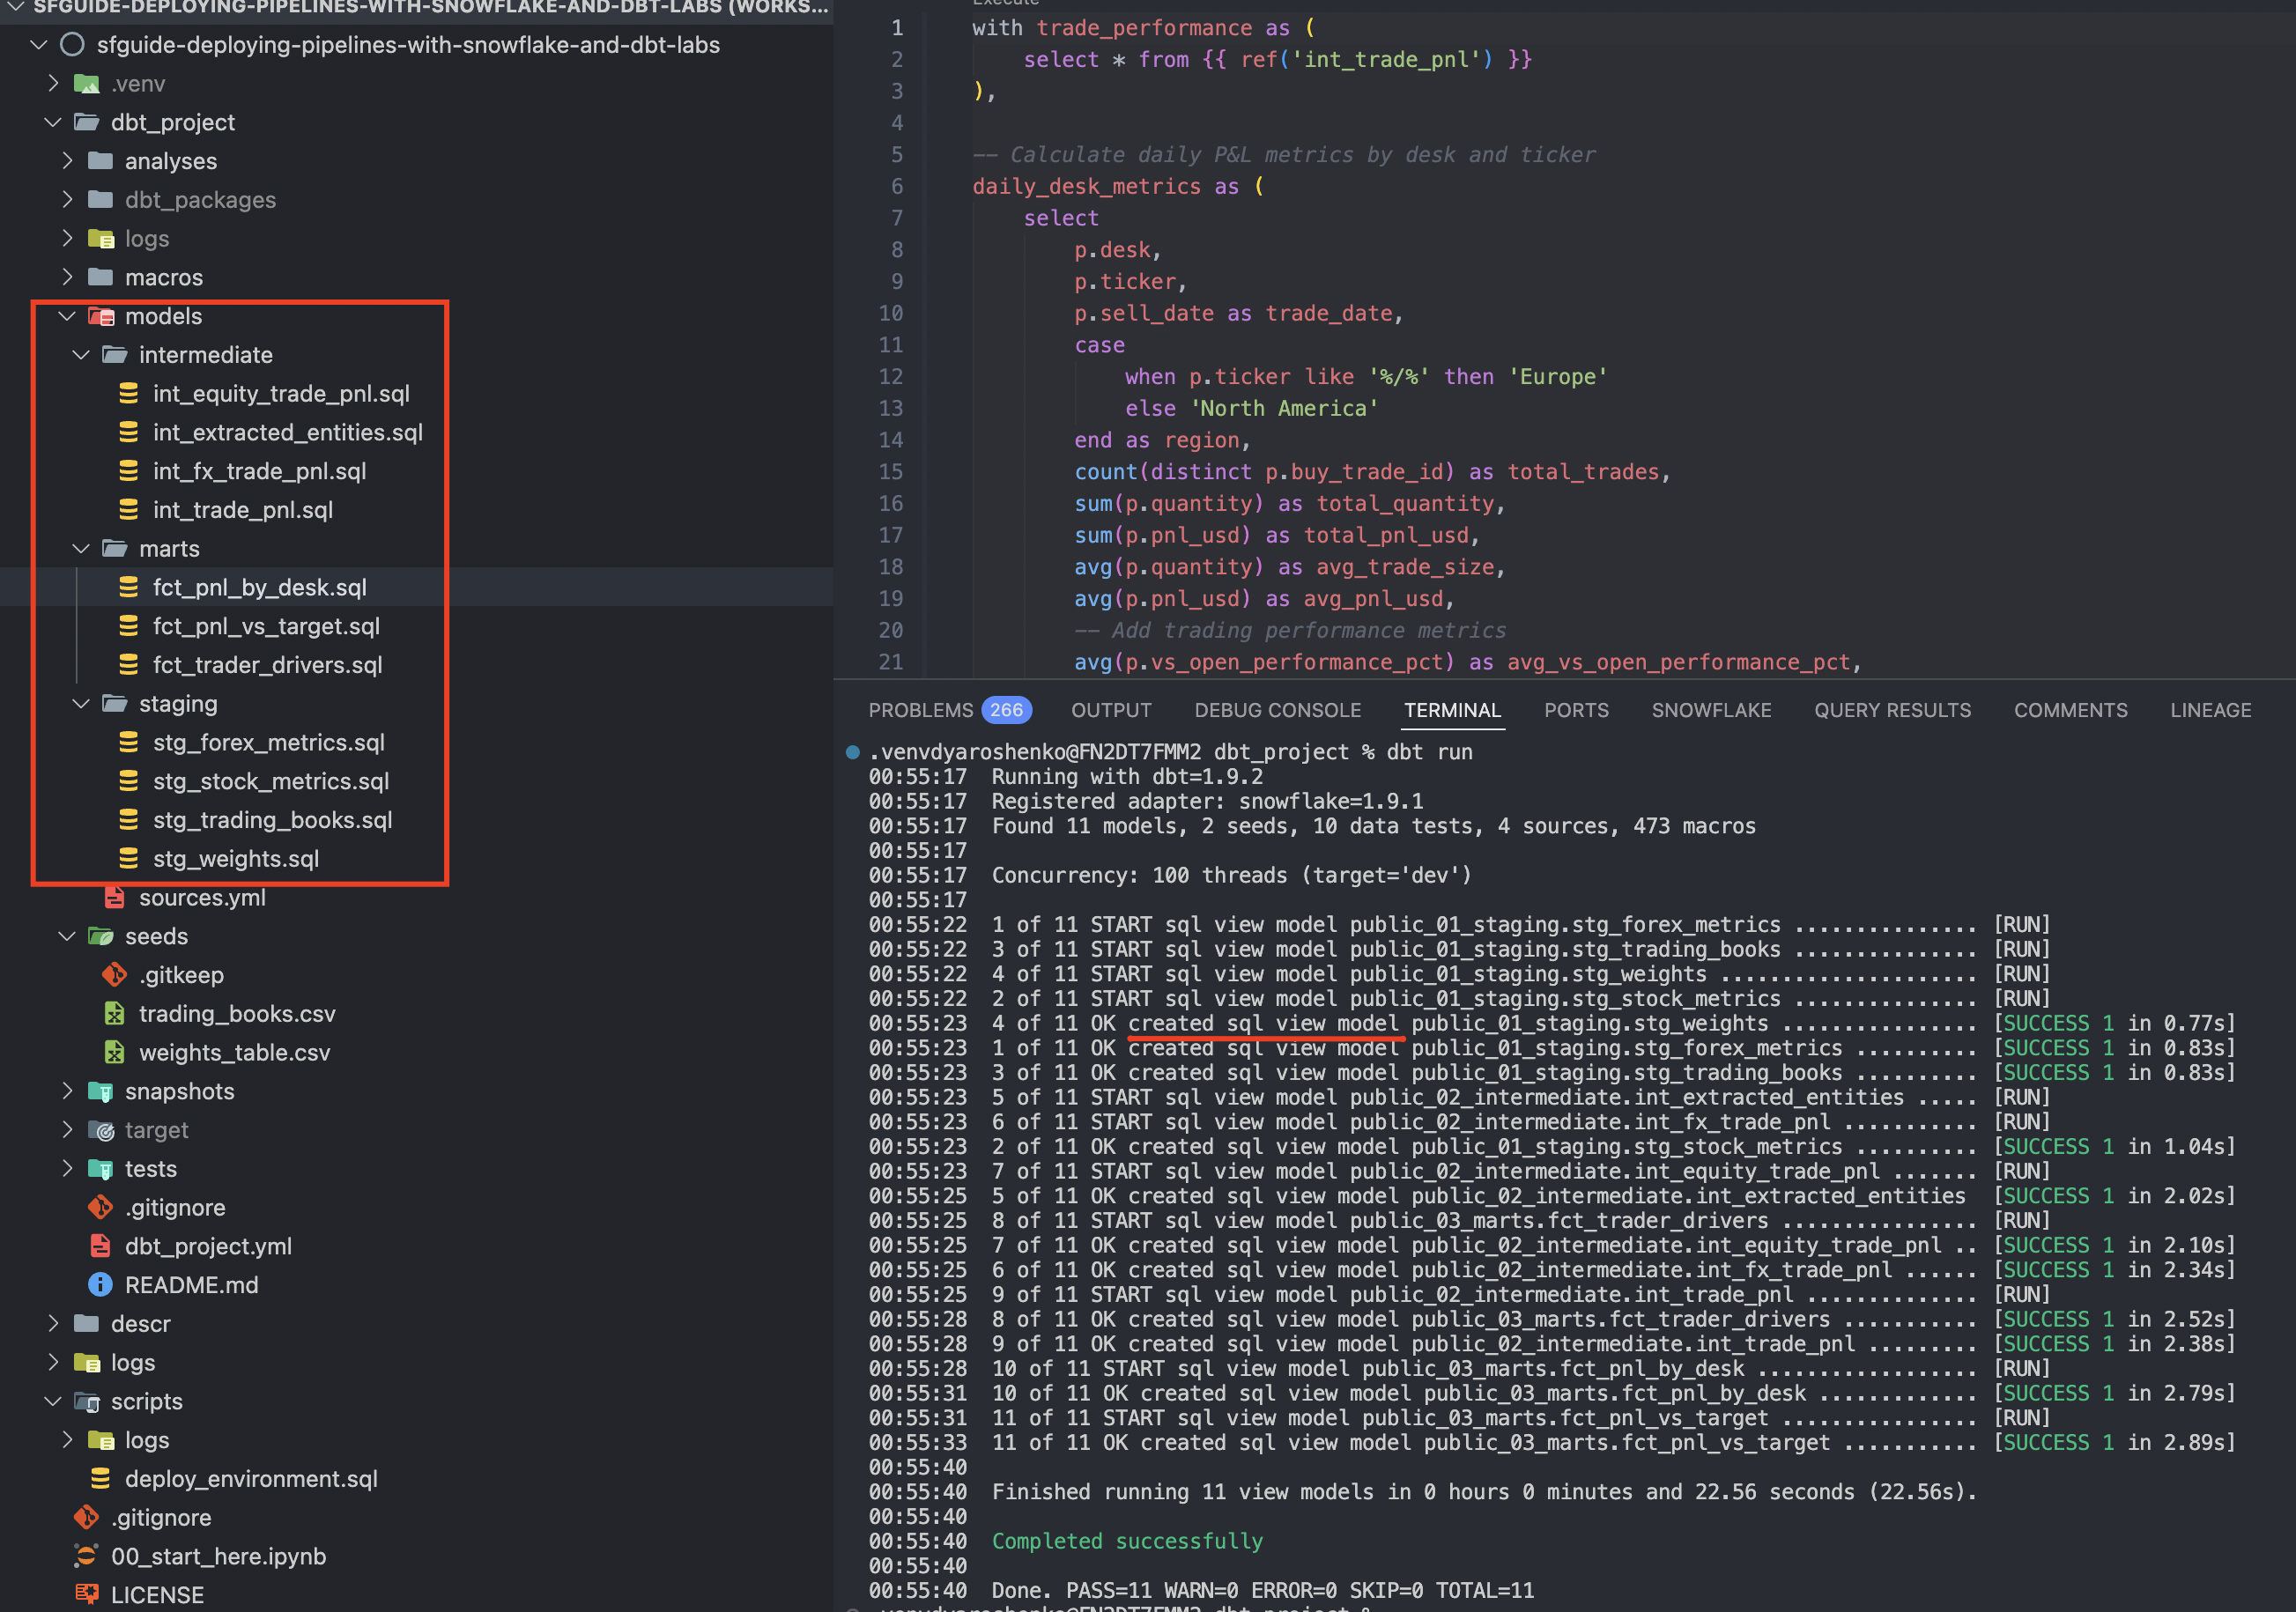 SFGUIDE-DEPLOYING-PIPELINES-WITH-SNOWFLAKE-AND-DBT-LABS (WORKS...
sfguide-deploying-pipelines-with-snowflake-and-dbt-labs
.venv
dbt_project
analyses
dbt_packages
logs
macros
models
intermediate
int_equity_trade_pnl.sql
int_extracted_entities.sql
int_fx_trade_pnl.sql
int_trade_pnl.sql
marts
fct_pnl_by_desk.sql
fct_pnl_vs_target.sql
fct_trader_drivers.sql
staging
stg_forex_metrics.sql
stg_stock_metrics.sql
stg_trading_books.sql
stg_weights.sql
sources.yml
seeds
.gitkeep
trading_books.csv
weights_table.csv
snapshots
target
tests
.gitignore
dbt_project.yml
README.md
descr
logs
scripts
logs
deploy_environment.sql
.gitignore
00_start_here.ipynb
LICENSE
Execute
1 with trade_performance as (
2 select * from {{ ref('int_trade_pnl') }}
3 ),
4
5 -- Calculate daily P&L metrics by desk and ticker
6 daily_desk_metrics as (
7 select
8 p.desk,
9 p.ticker,
10 p.sell_date as trade_date,
11 case
12 when p.ticker like '%/%' then 'Europe'
13 else 'North America'
14 end as region,
15 count(distinct p.buy_trade_id) as total_trades,
16 sum(p.quantity) as total_quantity,
17 sum(p.pnl_usd) as total_pnl_usd,
18 avg(p.quantity) as avg_trade_size,
19 avg(p.pnl_usd) as avg_pnl_usd,
20 -- Add trading performance metrics
21 avg(p.vs_open_performance_pct) as avg_vs_open_performance_pct,
PROBLEMS 266 OUTPUT DEBUG CONSOLE TERMINAL PORTS SNOWFLAKE QUERY RESULTS COMMENTS LINEAGE
.venvdyaroshenko@FN2DT7FMM2 dbt_project % dbt run
00:55:17 Running with dbt=1.9.2
00:55:17 Registered adapter: snowflake=1.9.1
00:55:17 Found 11 models, 2 seeds, 10 data tests, 4 sources, 473 macros
00:55:17
00:55:17 Concurrency: 100 threads (target='dev')
00:55:17
00:55:22 1 of 11 START sql view model public_01_staging.stg_forex_metrics ............... [RUN]
00:55:22 3 of 11 START sql view model public_01_staging.stg_trading_books ............... [RUN]
00:55:22 4 of 11 START sql view model public_01_staging.stg_weights ..................... [RUN]
00:55:22 2 of 11 START sql view model public_01_staging.stg_stock_metrics ............... [RUN]
00:55:23 4 of 11 OK created sql view model public_01_staging.stg_weights ................ [SUCCESS 1 in 0.77s]
00:55:23 1 of 11 OK created sql view model public_01_staging.stg_forex_metrics .......... [SUCCESS 1 in 0.83s]
00:55:23 3 of 11 OK created sql view model public_01_staging.stg_trading_books .......... [SUCCESS 1 in 0.83s]
00:55:23 5 of 11 START sql view model public_02_intermediate.int_extracted_entities ..... [RUN]
00:55:23 6 of 11 START sql view model public_02_intermediate.int_fx_trade_pnl ........... [RUN]
00:55:23 2 of 11 OK created sql view model public_01_staging.stg_stock_metrics .......... [SUCCESS 1 in 1.04s]
00:55:23 7 of 11 START sql view model public_02_intermediate.int_equity_trade_pnl ....... [RUN]
00:55:25 5 of 11 OK created sql view model public_02_intermediate.int_extracted_entities [SUCCESS 1 in 2.02s]
00:55:25 8 of 11 START sql view model public_03_marts.fct_trader_drivers ................ [RUN]
00:55:25 7 of 11 OK created sql view model public_02_intermediate.int_equity_trade_pnl .. [SUCCESS 1 in 2.10s]
00:55:25 6 of 11 OK created sql view model public_02_intermediate.int_fx_trade_pnl ...... [SUCCESS 1 in 2.34s]
00:55:25 9 of 11 START sql view model public_02_intermediate.int_trade_pnl .............. [RUN]
00:55:28 8 of 11 OK created sql view model public_03_marts.fct_trader_drivers ........... [SUCCESS 1 in 2.52s]
00:55:28 9 of 11 OK created sql view model public_02_intermediate.int_trade_pnl ......... [SUCCESS 1 in 2.38s]
00:55:28 10 of 11 START sql view model public_03_marts.fct_pnl_by_desk .................. [RUN]
00:55:31 10 of 11 OK created sql view model public_03_marts.fct_pnl_by_desk ............. [SUCCESS 1 in 2.79s]
00:55:31 11 of 11 START sql view model public_03_marts.fct_pnl_vs_target ................ [RUN]
00:55:33 11 of 11 OK created sql view model public_03_marts.fct_pnl_vs_target ........... [SUCCESS 1 in 2.89s]
00:55:40
00:55:40 Finished running 11 view models in 0 hours 0 minutes and 22.56 seconds (22.56s).
00:55:40
00:55:40 Completed successfully
00:55:40
00:55:40 Done. PASS=11 WARN=0 ERROR=0 SKIP=0 TOTAL=11
.venvdyaroshenko@FN2DT7FMM2 dbt_project %